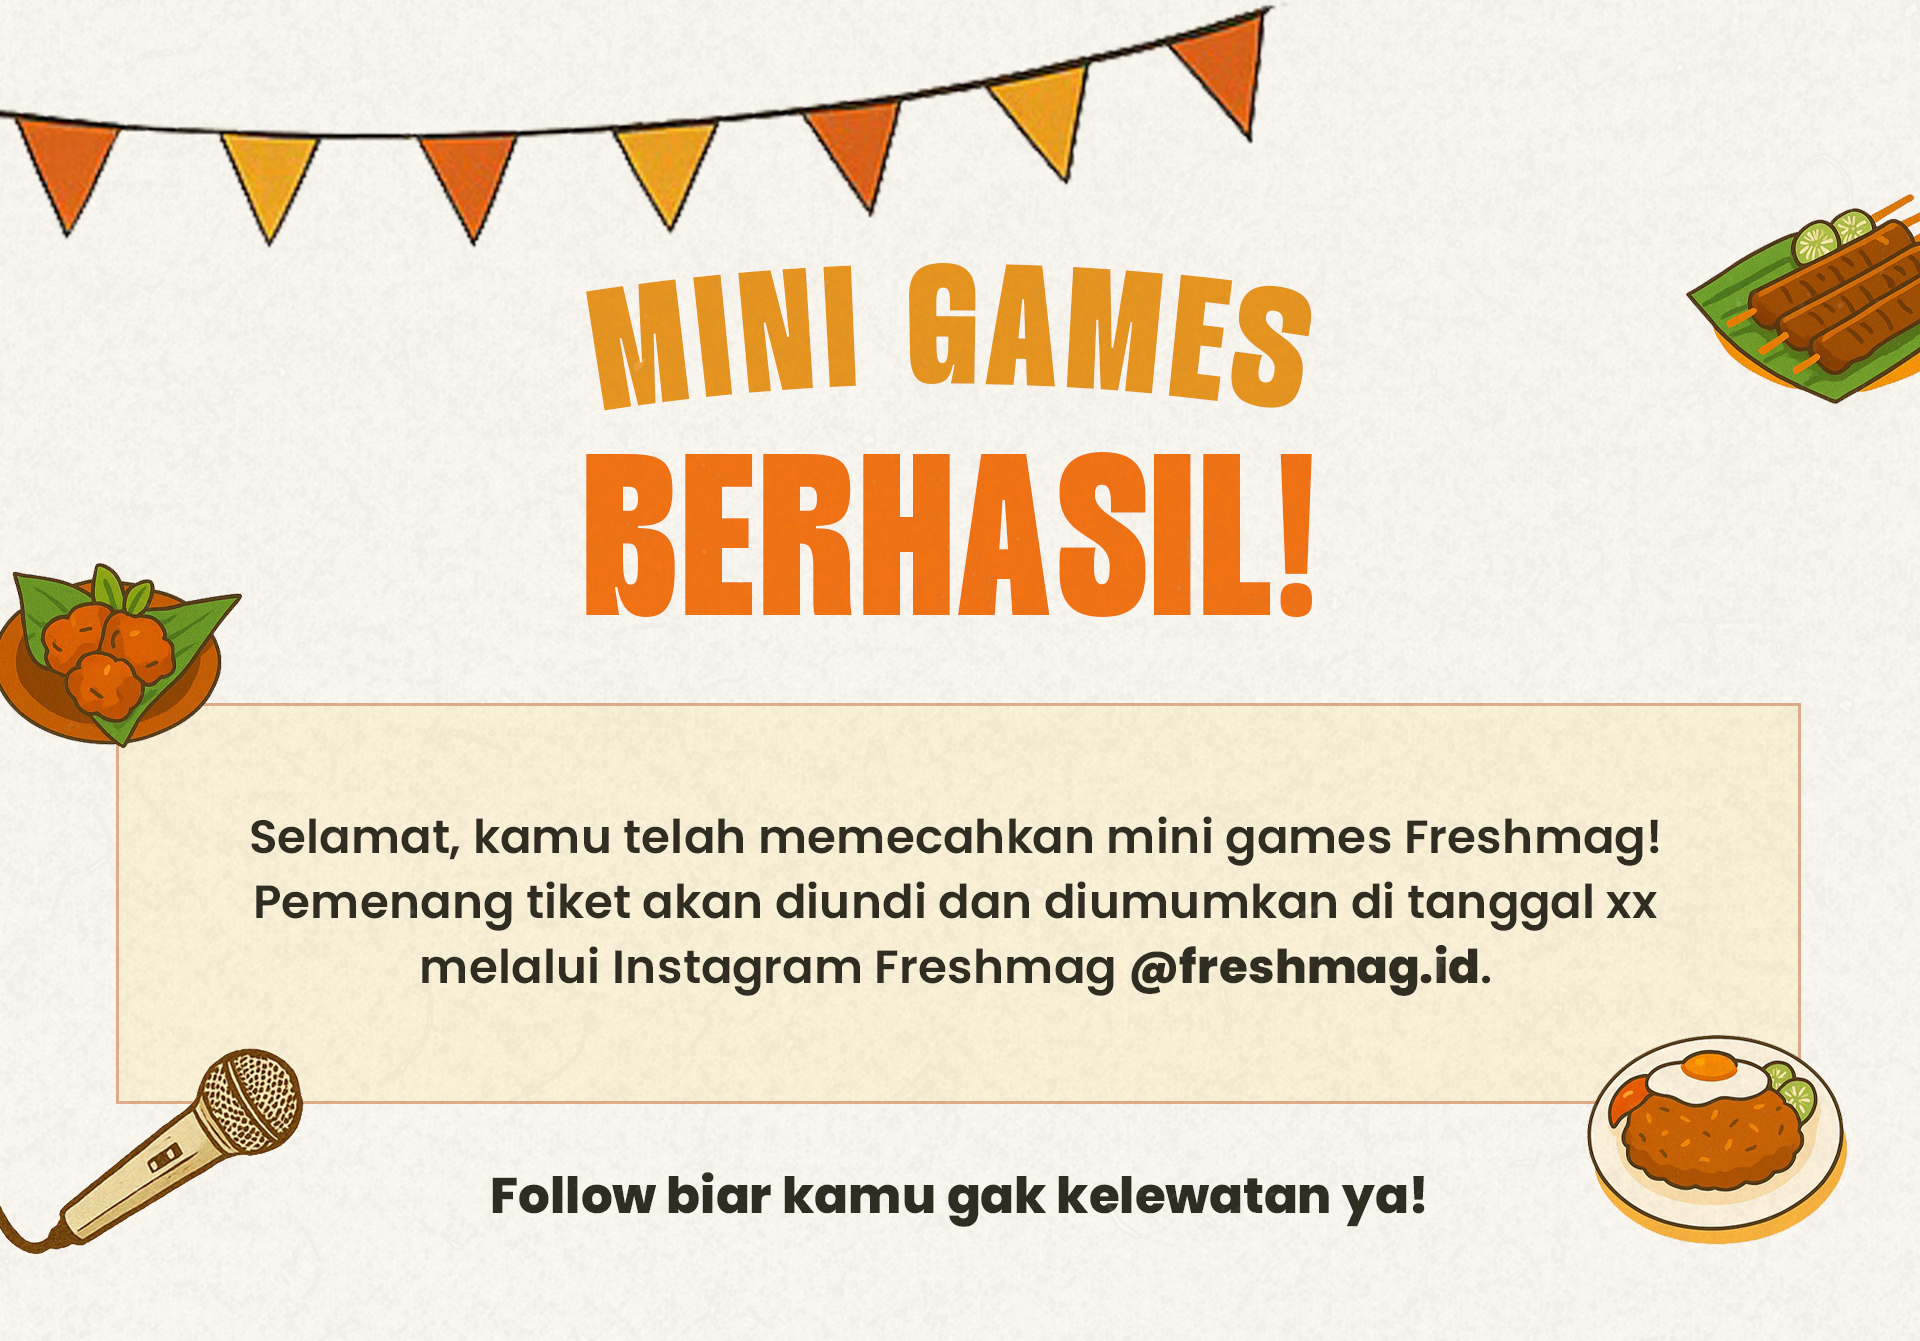 MINI GAMES
BERHASIL!
Selamat, kamu telah memecahkan mini games Freshmag!
Pemenang tiket akan diundi dan diumumkan di tanggal xx
melalui Instagram Freshmag @freshmag.id.
Follow biar kamu gak kelewatan ya!